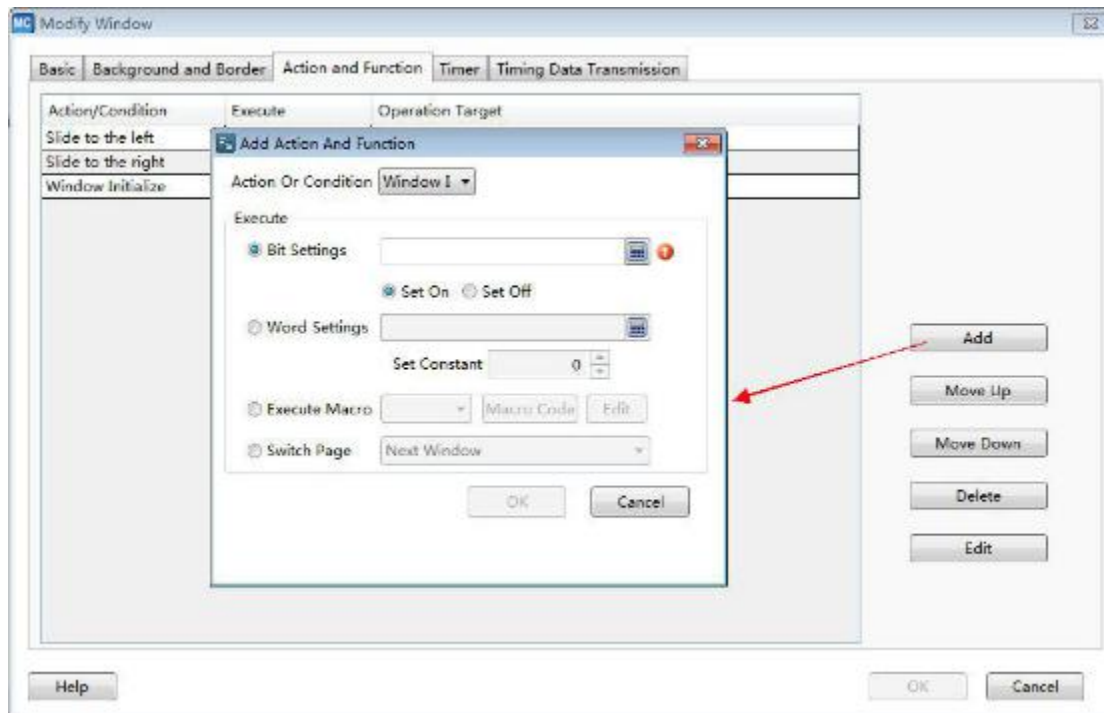 MC Modify Window
Basic Background and Border Action and Function Timer Timing Data Transmission
Action/Condition Execute Operation Target
Slide to the left
Slide to the right
Window Initialize
Add Action And Function
Action Or Condition Window I
Execute
Bit Settings
Set On Set Off
Word Settings
Set Constant 0
Execute Macro Macro Code Edit
Switch Page Next Window
OK Cancel
Add
Move Up
Move Down
Delete
Edit
Help OK Cancel